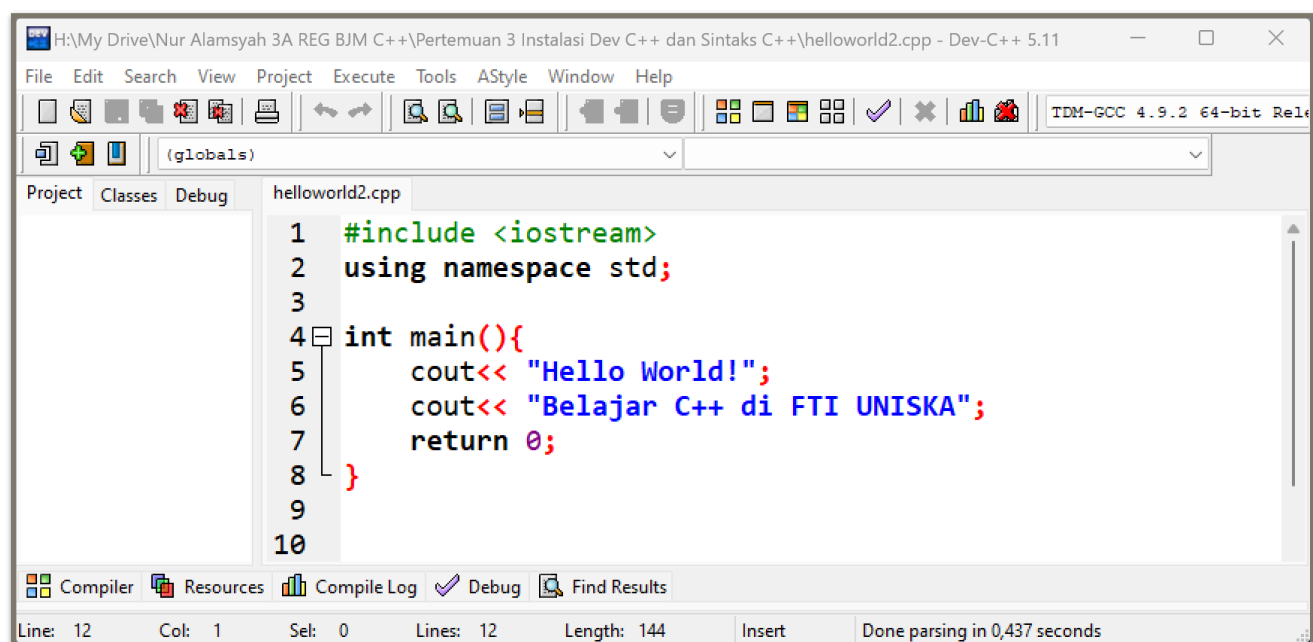 H:\My Drive\Nur Alamsyah 3A REG BJM C++\Pertemuan 3 Instalasi Dev C++ dan Sintaks C++\helloworld2.cpp - Dev-C++ 5.11
File Edit Search View Project Execute Tools AStyle Window Help
TDM-GCC 4.9.2 64-bit Rele
(globals)
Project Classes Debug helloworld2.cpp
1 #include <iostream>
2 using namespace std;
3
4 int main(){
5 cout<< "Hello World!";
6 cout<< "Belajar C++ di FTI UNISKA";
7 return 0;
8 }
9
10
Compiler Resources Compile Log Debug Find Results
Line: 12 Col: 1 Sel: 0 Lines: 12 Length: 144 Insert Done parsing in 0,437 seconds